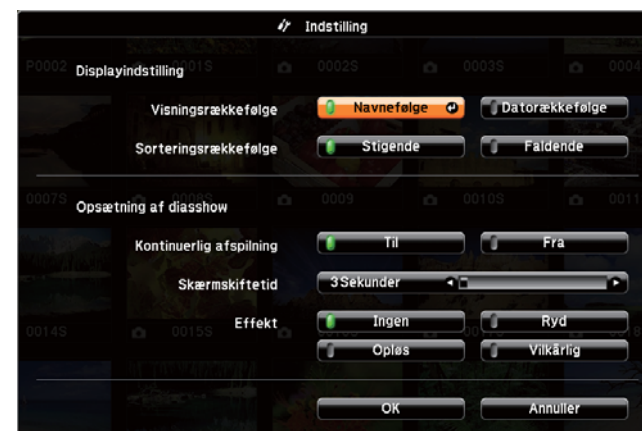 Indstilling
P0002 0001S 0002S 0003S 0004
Displayindstilling
Visningsrækkefølge Navnefølge Datorækkefølge
Sorteringsrækkefølge Stigende Faldende
0007S 0009 0010S 0011
Opsætning af diasshow
Kontinuerlig afspilning Til Fra
Skærmskiftetid 3Sekunder
Effekt Ingen Ryd
0014S 0015S
Opløs Vilkårlig
OK Annuller